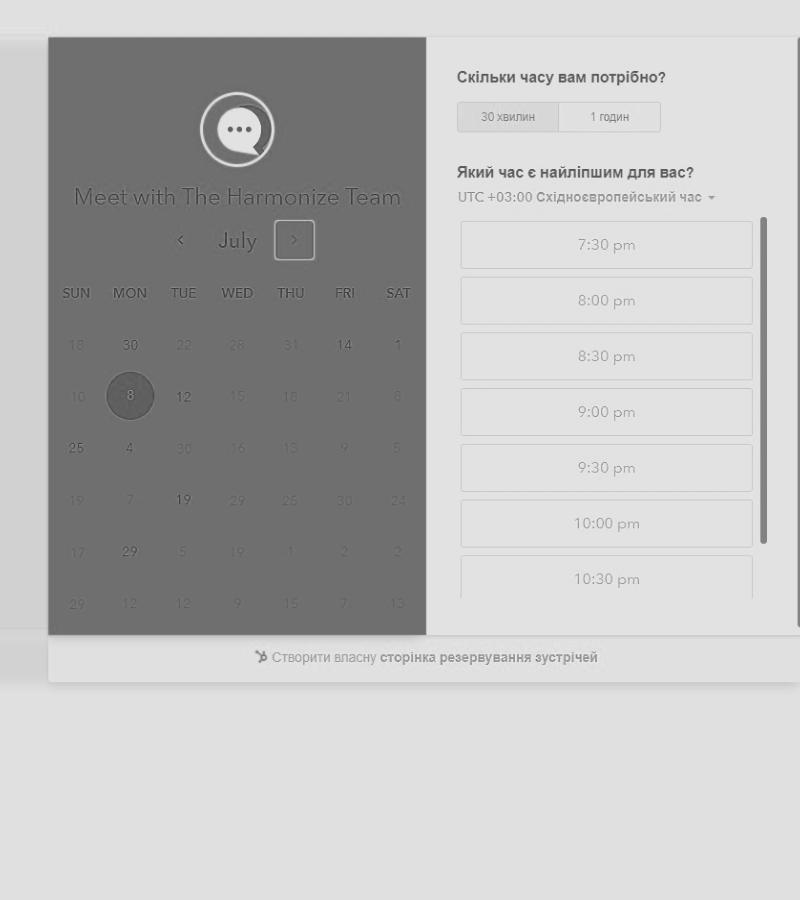 Meet with The Harmonize Team
July
SUN MON TUE WED THU FRI SAT
18 30 22 28 31 14 1
10 8 12 15 18 21 8
25 4 30 16 13 9 5
19 7 19 29 25 30 24
17 29 5 19 1 2 2
29 12 12 9 15 7 13
Скільки часу вам потрібно?
30 хвилин 1 годин
Який час є найліпшим для вас?
UTC +03:00 Східноєвропейський час
7:30 pm
8:00 pm
8:30 pm
9:00 pm
9:30 pm
10:00 pm
10:30 pm
Створити власну сторінка резервування зустрічей